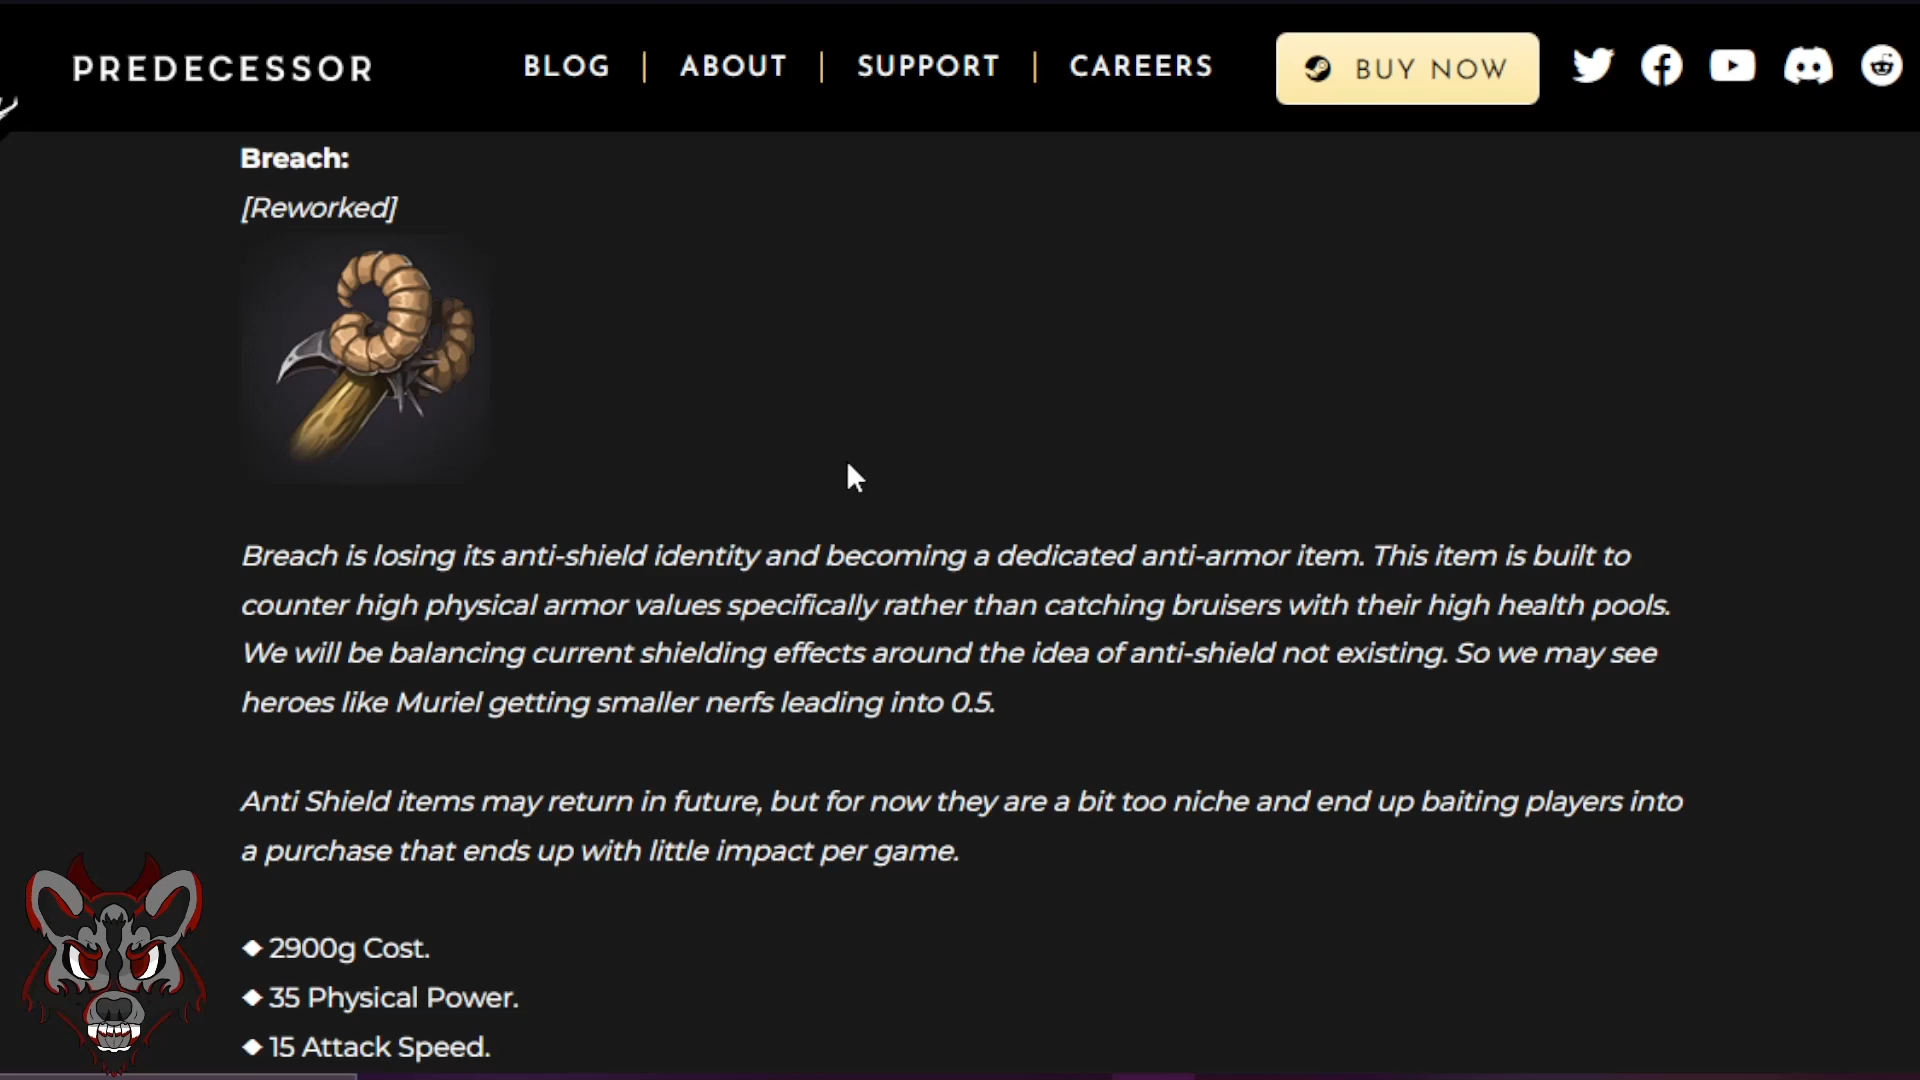 PREDECESSOR
BLOG
ABOUT
SUPPORT
CAREERS
BUY NOW
Breach:
[Reworked]
Breach is losing its anti-shield identity and becoming a dedicated anti-armor item. This item is built to
counter high physical armor values specifically rather than catching bruisers with their high health pools.
We will be balancing current shielding effects around the idea of anti-shield not existing. So we may see
heroes like Muriel getting smaller nerfs leading into 0.5.
Anti Shield items may return in future, but for now they are a bit too niche and end up baiting players into
a purchase that ends up with little impact per game.
◆ 2900g Cost.
◆ 35 Physical Power.
◆ 15 Attack Speed.